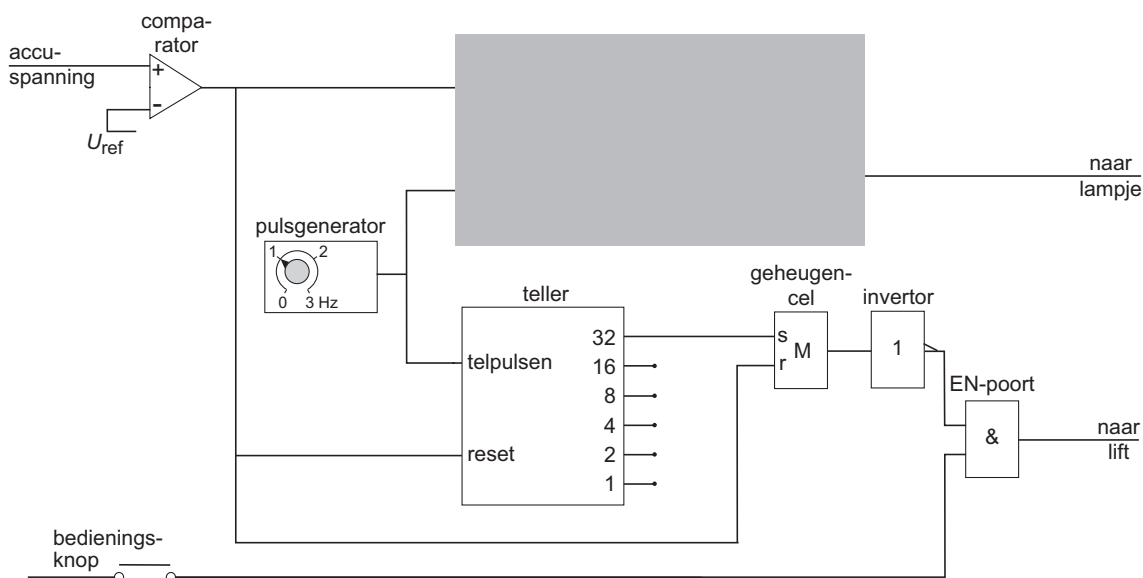 compa-
rator
accu-
spanning
+
-
Uref
naar
lampje
pulsgenerator
1
2
0
3 Hz
teller
telpulsen
reset
32
16
8
4
2
1
geheugen-
cel
s
r
M
invertor
1
EN-poort
&
naar
lift
bedienings-
knop